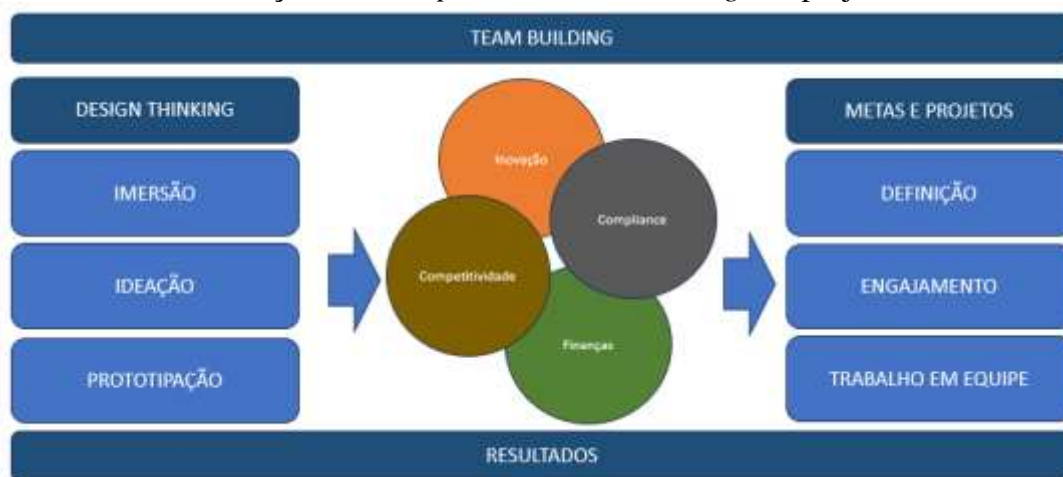 TEAM BUILDING
DESIGN THINKING
IMERSÃO
IDEAÇÃO
PROTOTIPAÇÃO
Inovação
Compliance
Competitividade
Finanças
METAS E PROJETOS
DEFINIÇÃO
ENGAJAMENTO
TRABALHO EM EQUIPE
RESULTADOS